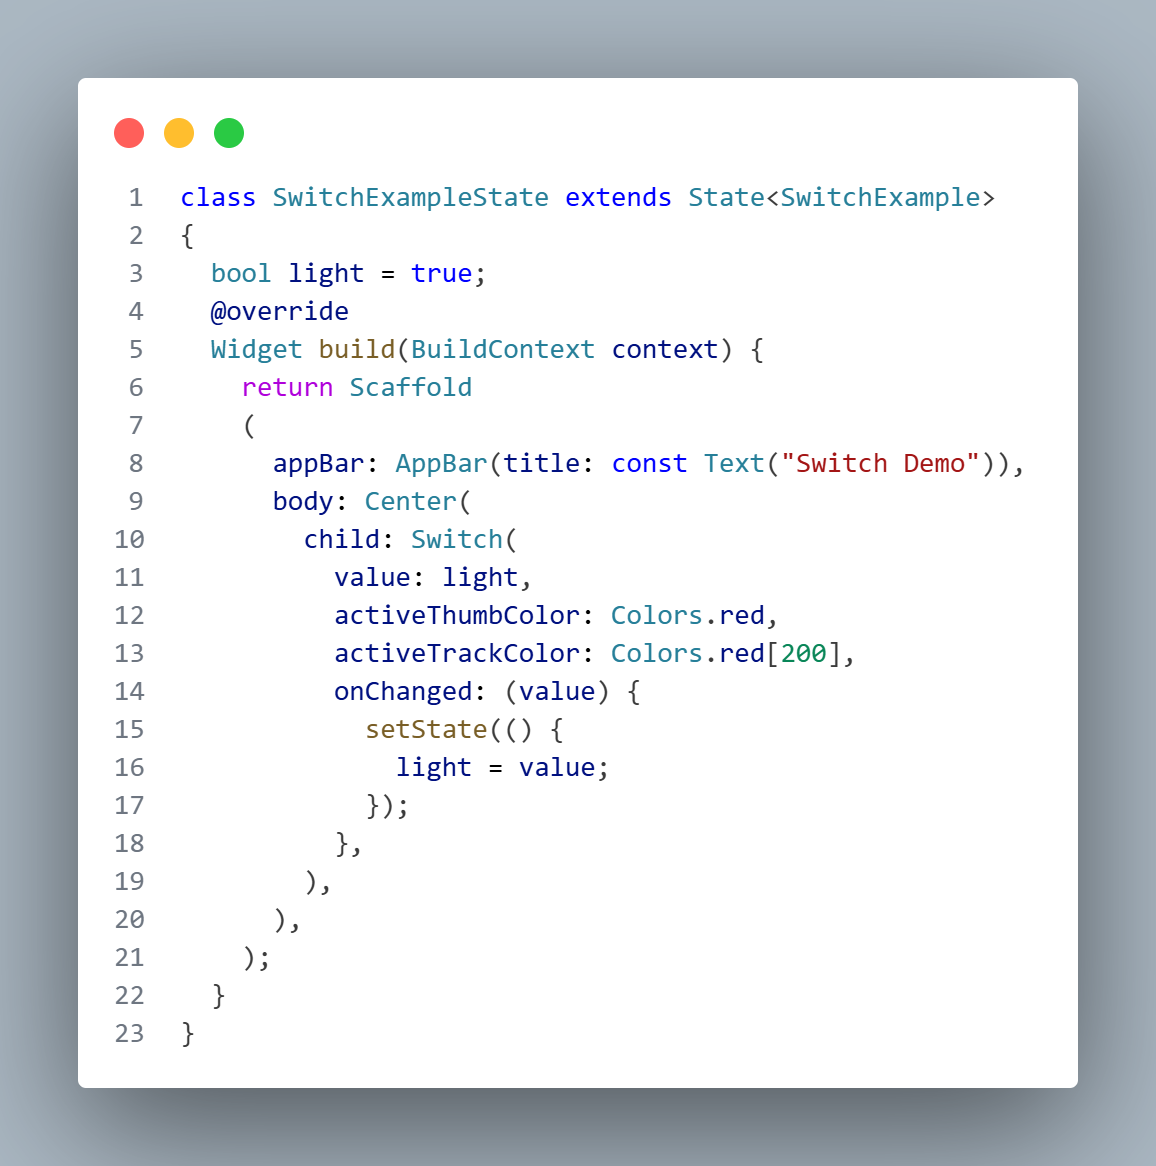 1 class SwitchExampleState extends State<SwitchExample>
2 {
3   bool light = true;
4   @override
5   Widget build(BuildContext context) {
6     return Scaffold
7     (
8       appBar: AppBar(title: const Text("Switch Demo")),
9       body: Center(
10         child: Switch(
11           value: light,
12           activeThumbColor: Colors.red,
13           activeTrackColor: Colors.red[200],
14           onChanged: (value) {
15             setState(() {
16               light = value;
17             });
18           },
19         ),
20       ),
21     );
22   }
23 }